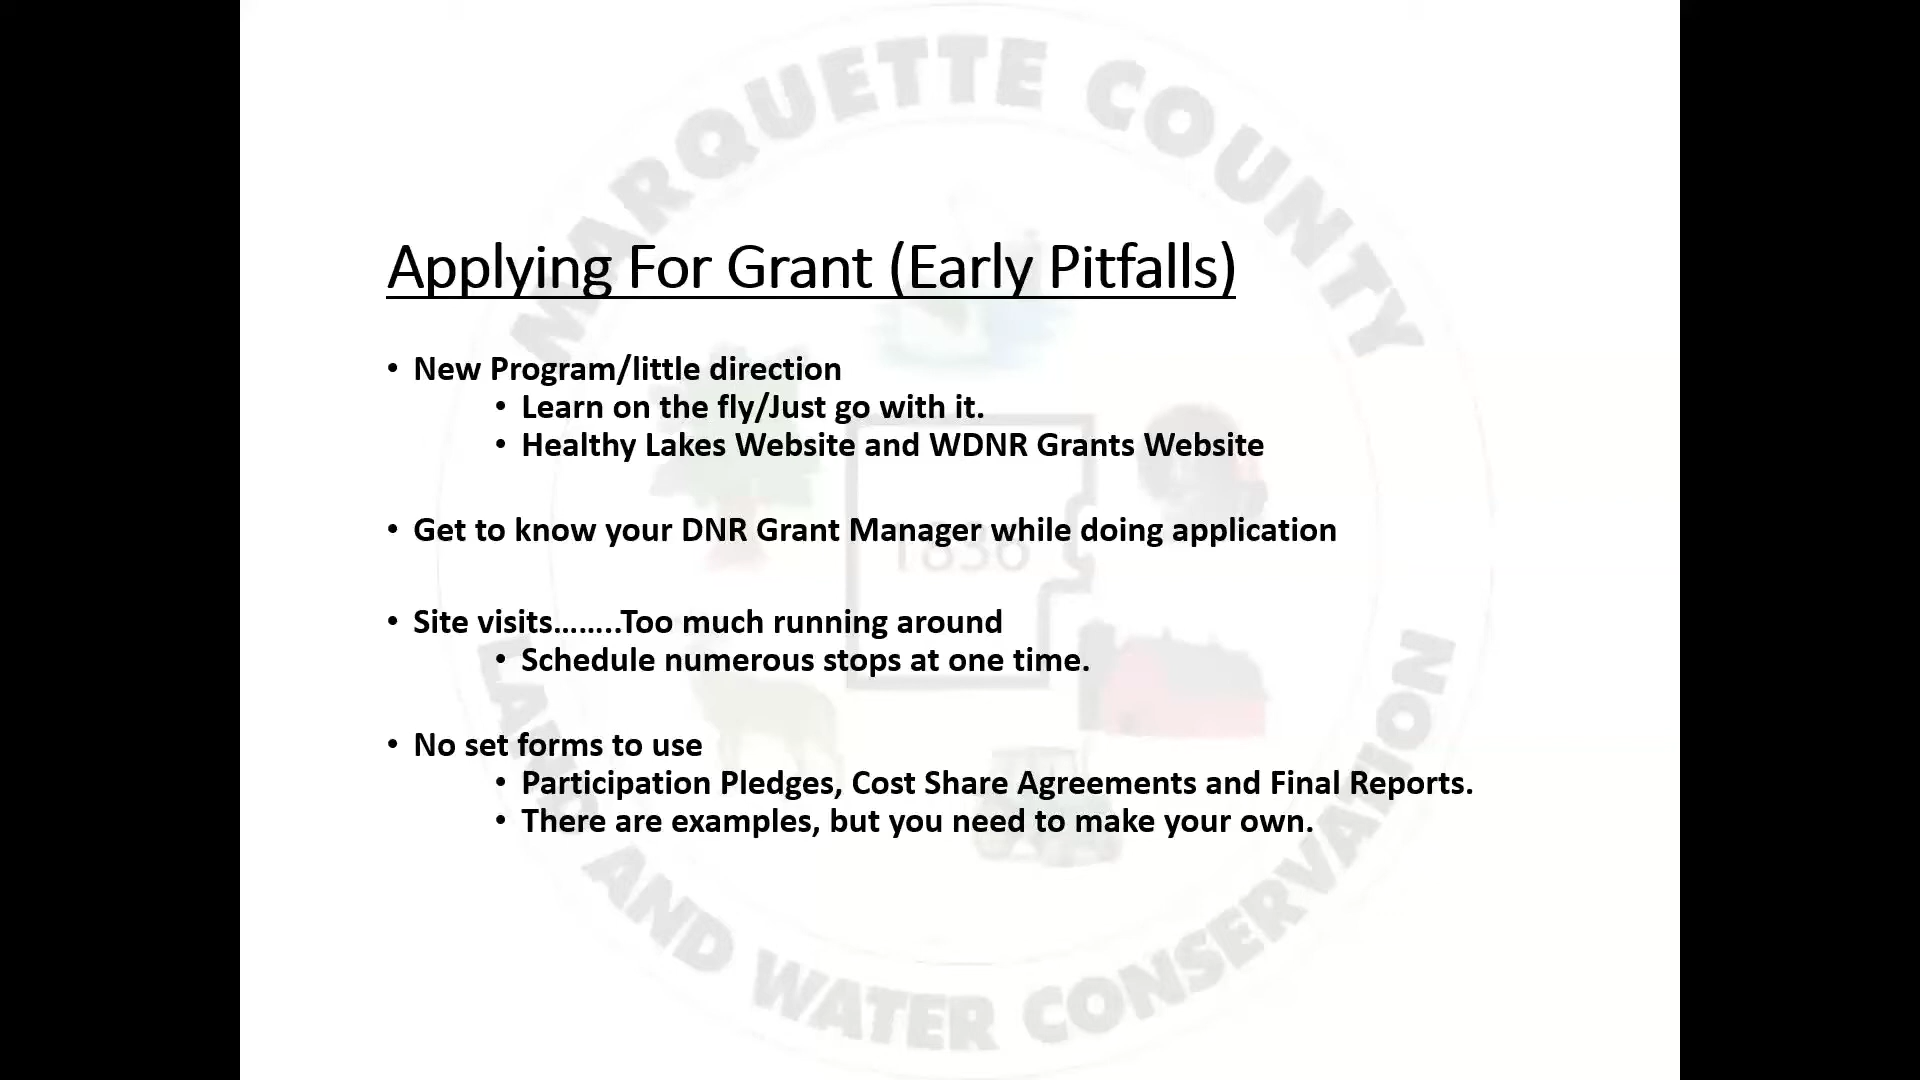 MARQUETTE COUNTY
Applying For Grant (Early Pitfalls)
• New Program/little direction
• Learn on the fly/Just go with it.
• Healthy Lakes Website and WDNR Grants Website
• Get to know your DNR Grant Manager while doing application
1836
• Site visits........Too much running around
• Schedule numerous stops at one time.
• No set forms to use
• Participation Pledges, Cost Share Agreements and Final Reports.
• There are examples, but you need to make your own.
LAND AND WATER CONSERVATION